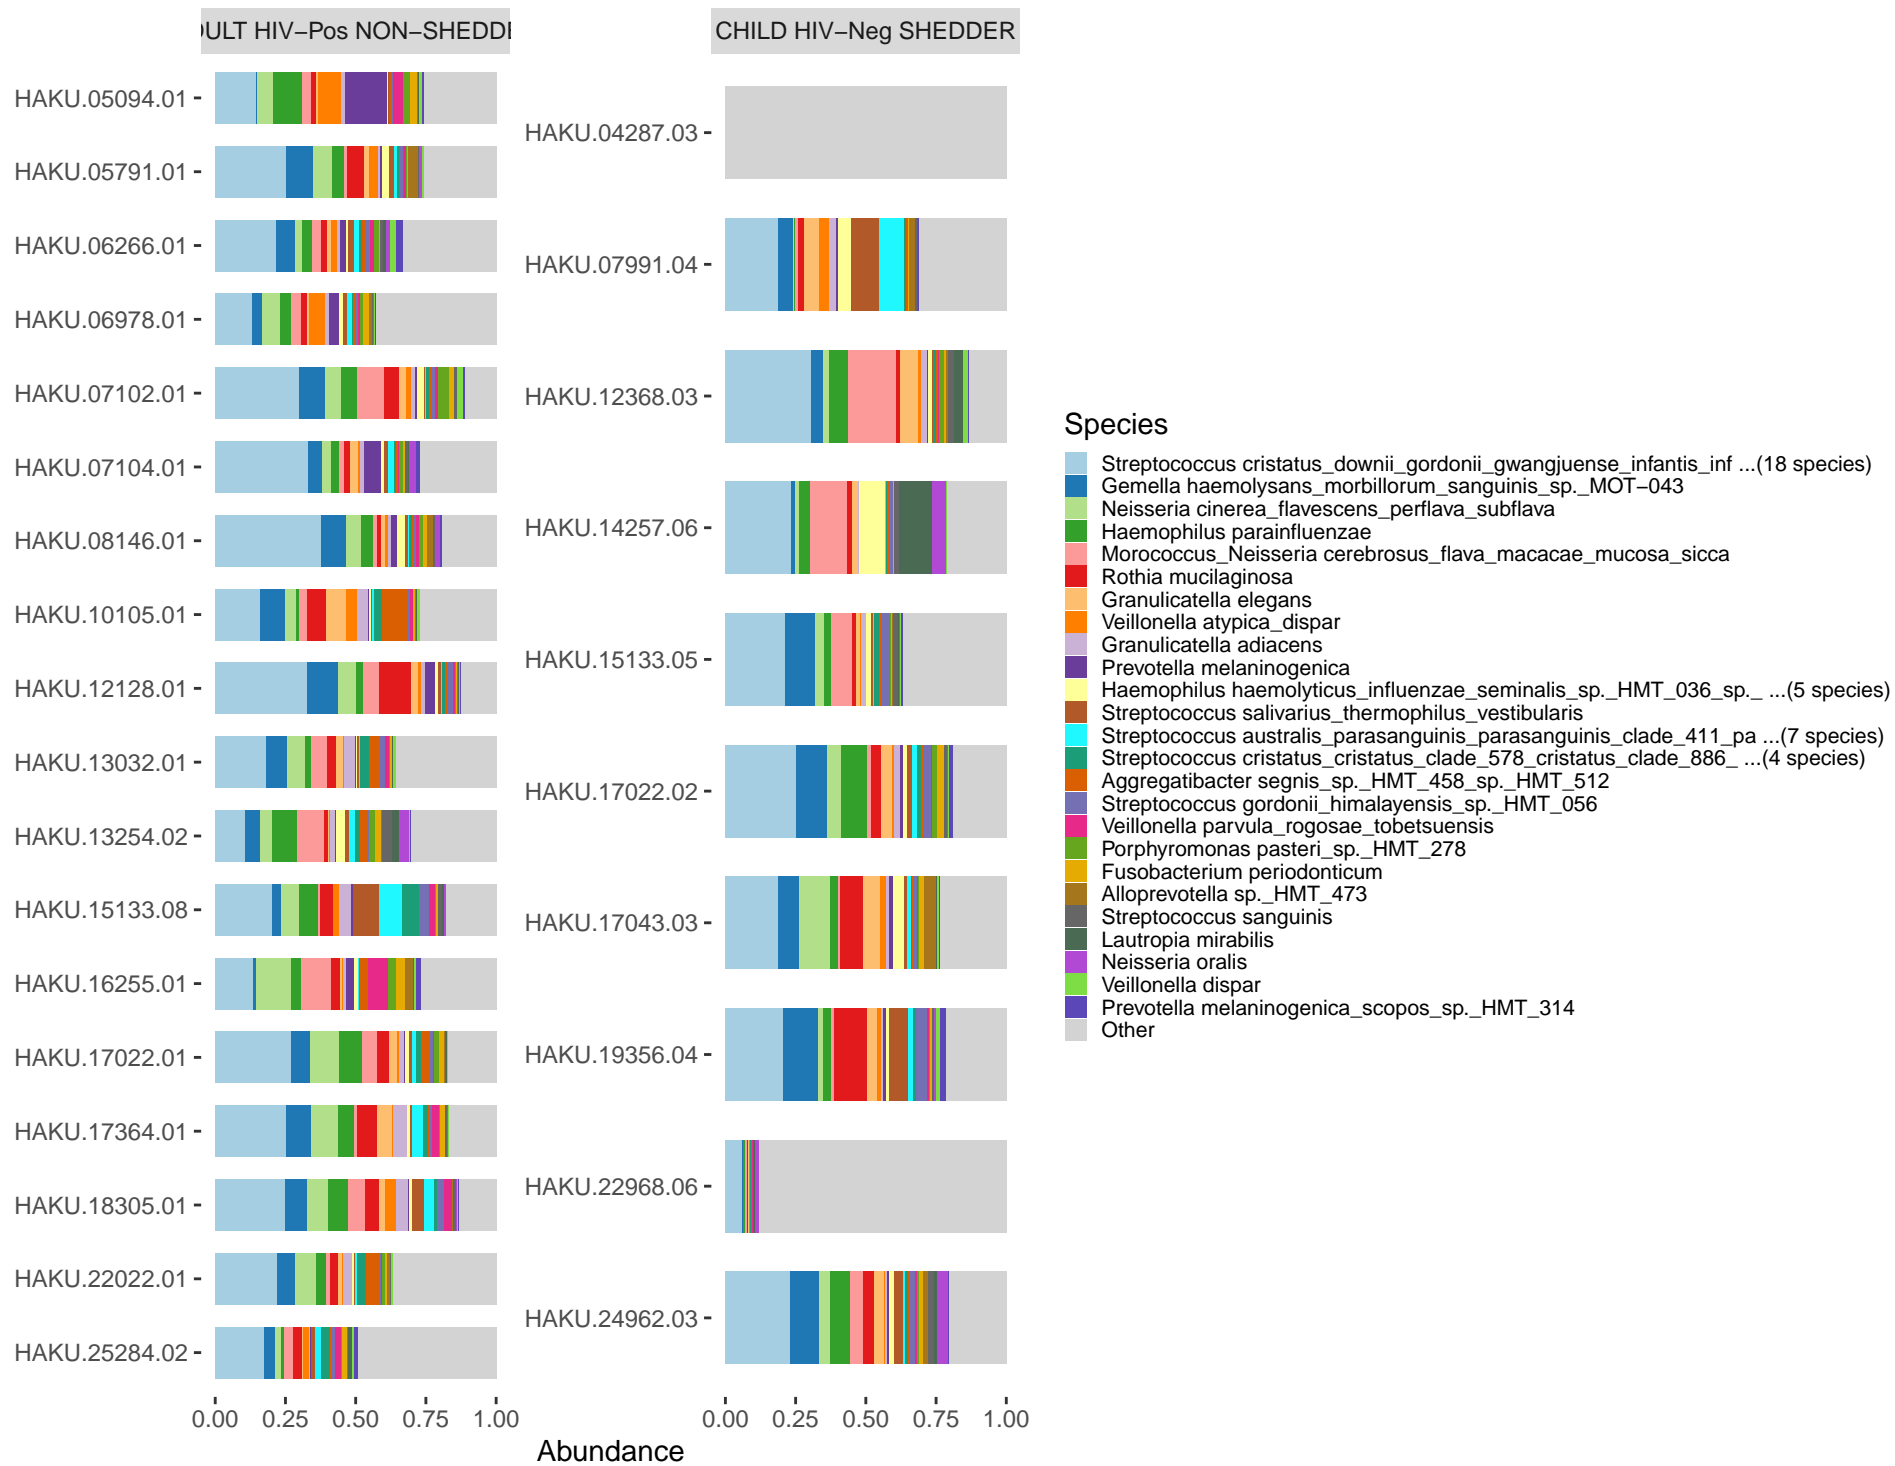 ULT HIV−Pos NON−SHEDD
CHILD HIV−Neg SHEDDER
HAKU.05094.01
HAKU.05791.01
HAKU.06266.01
HAKU.06978.01
HAKU.07102.01
HAKU.07104.01
HAKU.08146.01
HAKU.10105.01
HAKU.12128.01
HAKU.13032.01
HAKU.13254.02
HAKU.15133.08
HAKU.16255.01
HAKU.17022.01
HAKU.17364.01
HAKU.18305.01
HAKU.22022.01
HAKU.25284.02
0.00 0.25 0.50 0.75 1.00
HAKU.04287.03
HAKU.07991.04
HAKU.12368.03
HAKU.14257.06
HAKU.15133.05
HAKU.17022.02
HAKU.17043.03
HAKU.19356.04
HAKU.22968.06
HAKU.24962.03
0.00 0.25 0.50 0.75 1.00
Abundance
Species
Streptococcus cristatus_downii_gordonii_gwangjuense_infantis_inf ...(18 species)
Gemella haemolysans_morbillorum_sanguinis_sp._MOT−043
Neisseria cinerea_flavescens_perflava_subflava
Haemophilus parainfluenzae
Morococcus_Neisseria cerebrosus_flava_macacae_mucosa_sicca
Rothia mucilaginosa
Granulicatella elegans
Veillonella atypica_dispar
Granulicatella adiacens
Prevotella melaninogenica
Haemophilus haemolyticus_influenzae_seminalis_sp._HMT_036_sp._ ...(5 species)
Streptococcus salivarius_thermophilus_vestibularis
Streptococcus australis_parasanguinis_parasanguinis_clade_411_pa ...(7 species)
Streptococcus cristatus_cristatus_clade_578_cristatus_clade_886_ ...(4 species)
Aggregatibacter segnis_sp._HMT_458_sp._HMT_512
Streptococcus gordonii_himalayensis_sp._HMT_056
Veillonella parvula_rogosae_tobetsuensis
Porphyromonas pasteri_sp._HMT_278
Fusobacterium periodonticum
Alloprevotella sp._HMT_473
Streptococcus sanguinis
Lautropia mirabilis
Neisseria oralis
Veillonella dispar
Prevotella melaninogenica_scopos_sp._HMT_314
Other